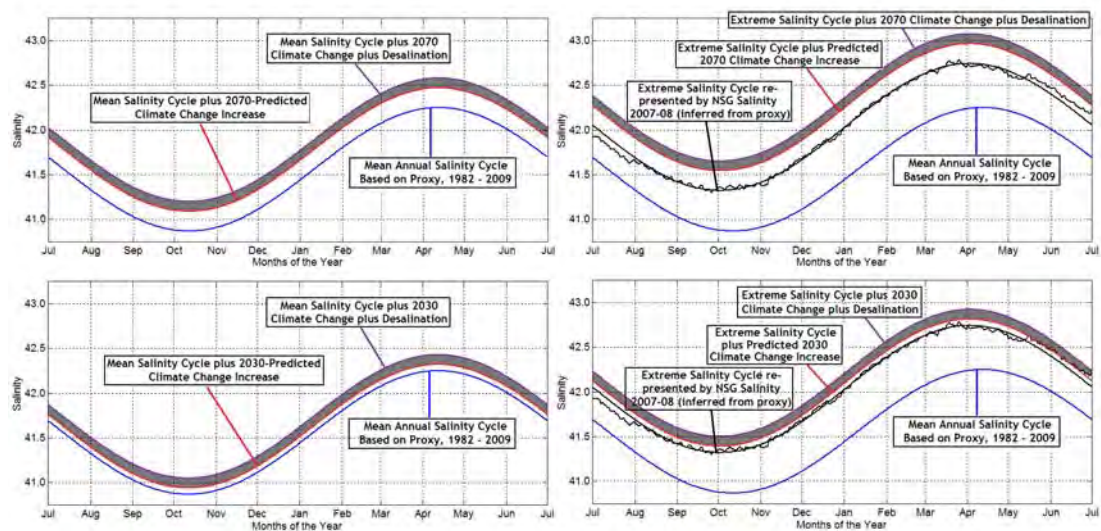 Mean Salinity Cycle plus 2070
Climate Change plus Desalination
Mean Salinity Cycle plus 2070-Predicted
Climate Change Increase
Mean Annual Salinity Cycle
Based on Proxy, 1982 - 2009
43.0
42.5
42.0
41.5
41.0
Salinity
Jul Aug Sep Oct Nov Dec Jan Feb Mar Apr May Jun Jul
Months of the Year
Extreme Salinity Cycle plus 2070 Climate Change plus Desalination
Extreme Salinity Cycle plus Predicted
2070 Climate Change Increase
Extreme Salinity Cycle re-
presented by NSG Salinity
2007-08 (inferred from proxy)
Mean Annual Salinity Cycle
Based on Proxy, 1982 - 2009
43.0
42.5
42.0
41.5
41.0
Salinity
Jul Aug Sep Oct Nov Dec Jan Feb Mar Apr May Jun Jul
Months of the Year
Mean Salinity Cycle plus 2030
Climate Change plus Desalination
Mean Salinity Cycle plus 2030-Predicted
Climate Change Increase
Mean Annual Salinity Cycle
Based on Proxy, 1982 - 2009
43.0
42.5
42.0
41.5
41.0
Salinity
Jul Aug Sep Oct Nov Dec Jan Feb Mar Apr May Jun Jul
Months of the Year
Extreme Salinity Cycle plus 2030
Climate Change plus Desalination
Extreme Salinity Cycle
plus Predicted 2030
Climate Change Increase
Extreme Salinity Cycle re-
presented by NSG Salinity
2007-08 (inferred from proxy)
Mean Annual Salinity Cycle
Based on Proxy, 1982 - 2009
43.0
42.5
42.0
41.5
41.0
Salinity
Jul Aug Sep Oct Nov Dec Jan Feb Mar Apr May Jun Jul
Months of the Year